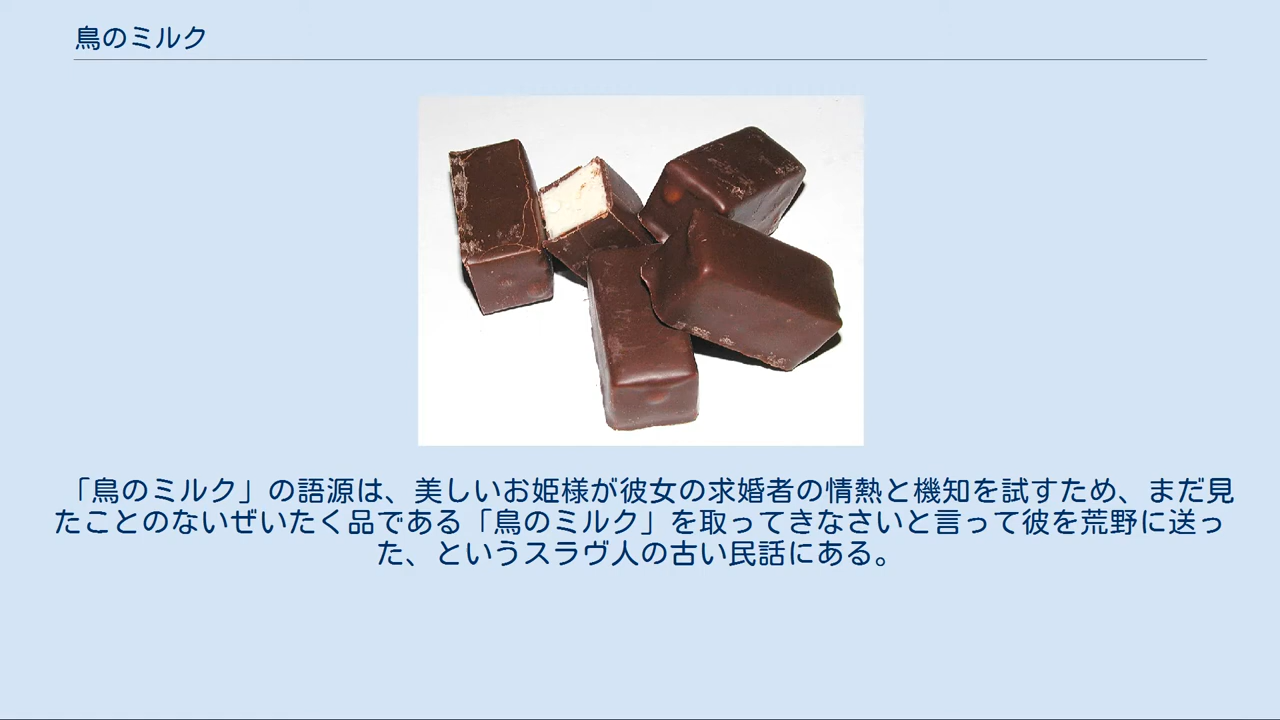 鳥のミルク
「鳥のミルク」の語源は、美しいお姫様が彼女の求婚者の情熱と機知を試すため、まだ見
たことのないぜいたく品である「鳥のミルク」を取ってきなさいと言って彼を荒野に送っ
た、というスラヴ人の古い民話にある。